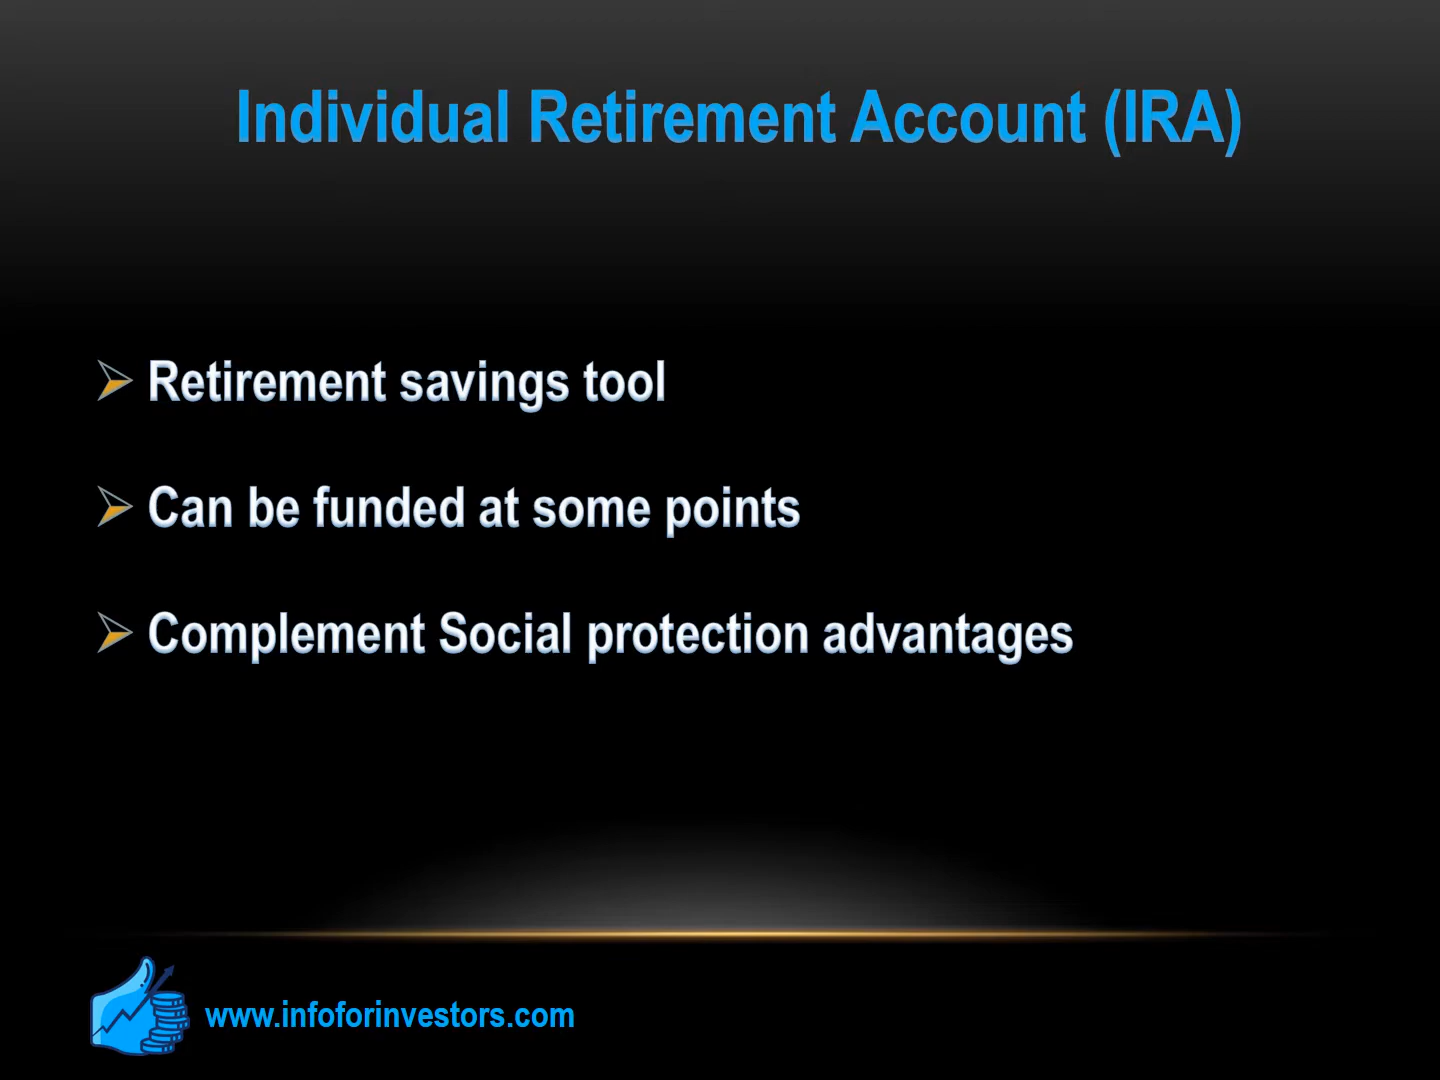 Individual Retirement Account (IRA)
Retirement savings tool
Can be funded at some points
Complement Social protection advantages
www.infoforinvestors.com